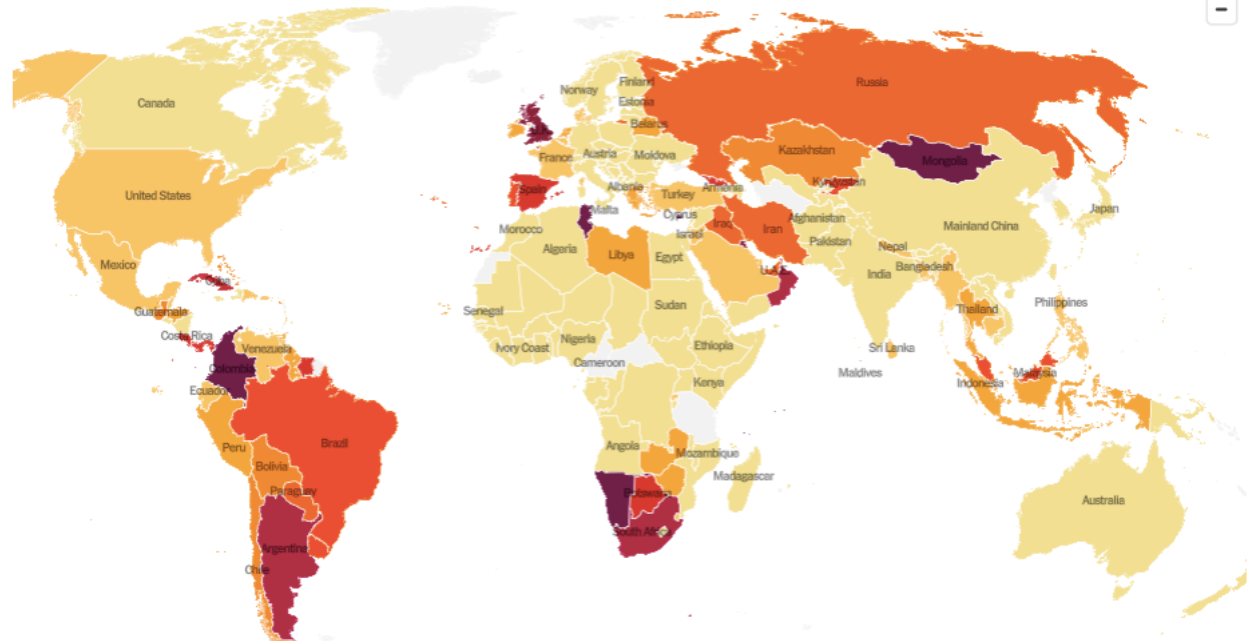 −
Canada
Norway
Finland
Estonia
Russia
U.K.
Belarus
France
Austria
Moldova
Kazakhstan
Mongolia
United States
Spain
Albania
Turkey
Armenia
Kyrgyzstan
Malta
Cyprus
Japan
Morocco
Israel
Iraq
Iran
Afghanistan
Mainland China
Algeria
Libya
Egypt
Pakistan
Nepal
Mexico
Cuba
U.A.E.
India
Bangladesh
Guatemala
Senegal
Sudan
Thailand
Philippines
Costa Rica
Venezuela
Ivory Coast
Nigeria
Ethiopia
Sri Lanka
Cameroon
Colombia
Maldives
Malaysia
Ecuador
Kenya
Indonesia
Peru
Brazil
Angola
Mozambique
Bolivia
Madagascar
Paraguay
Botswana
Australia
South Africa
Argentina
Chile